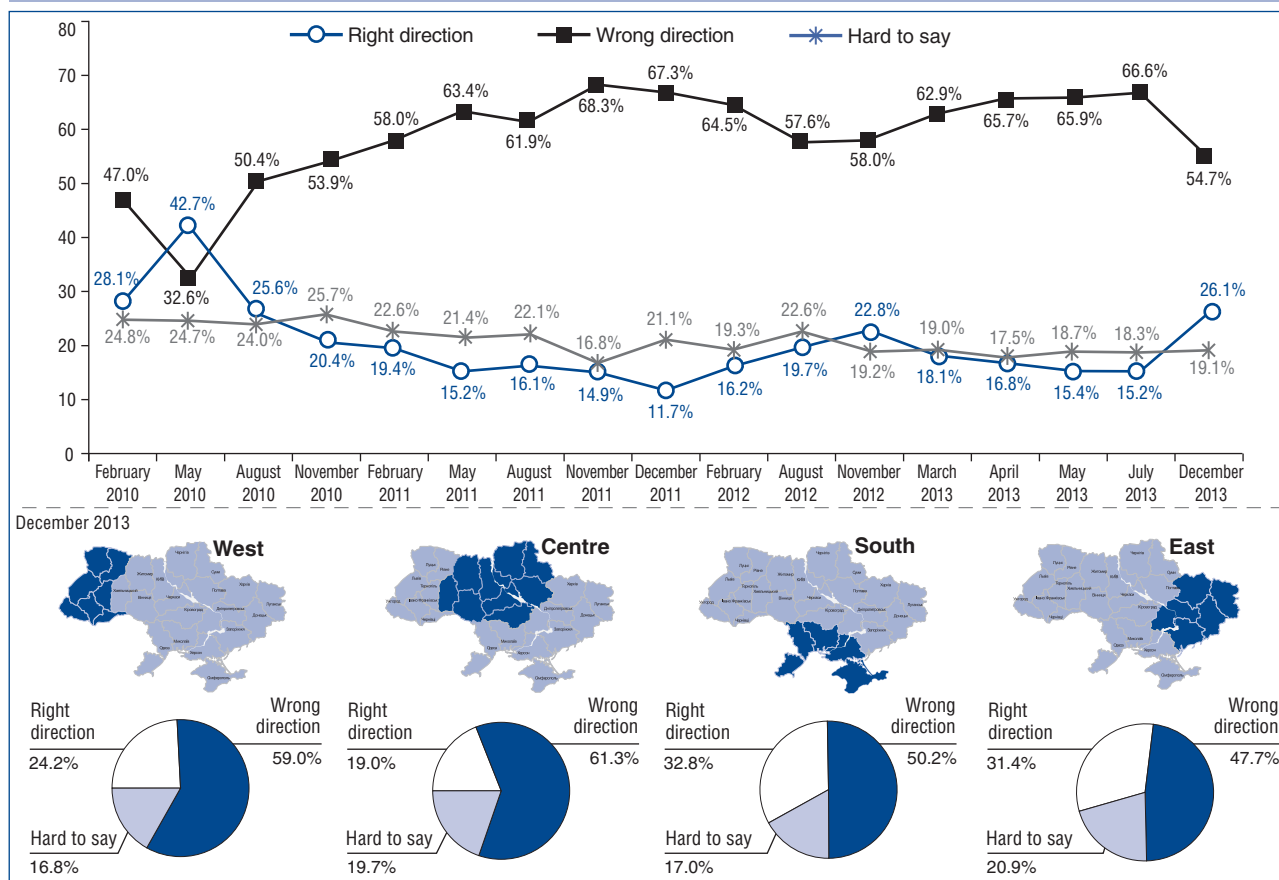 80
70
60
50
40
30
20
10
0
Right direction
Wrong direction
Hard to say
47.0%
32.6%
50.4%
53.9%
58.0%
63.4%
61.9%
68.3%
67.3%
64.5%
57.6%
58.0%
62.9%
65.7%
65.9%
66.6%
54.7%
28.1%
42.7%
25.6%
20.4%
19.4%
15.2%
16.1%
14.9%
11.7%
16.2%
19.7%
22.8%
18.1%
16.8%
15.4%
15.2%
26.1%
24.8%
24.7%
24.0%
25.7%
22.6%
21.4%
22.1%
16.8%
21.1%
19.3%
22.6%
19.2%
19.0%
17.5%
18.7%
18.3%
19.1%
February
2010
May
2010
August
2010
November
2010
February
2011
May
2011
August
2011
November
2011
December
2011
February
2012
August
2012
November
2012
March
2013
April
2013
May
2013
July
2013
December
2013
December 2013
West
Centre
South
East
Right
direction
24.2%
Wrong
direction
59.0%
Hard to say
16.8%
Right
direction
19.0%
Wrong
direction
61.3%
Hard to say
19.7%
Right
direction
32.8%
Wrong
direction
50.2%
Hard to say
17.0%
Right
direction
31.4%
Wrong
direction
47.7%
Hard to say
20.9%